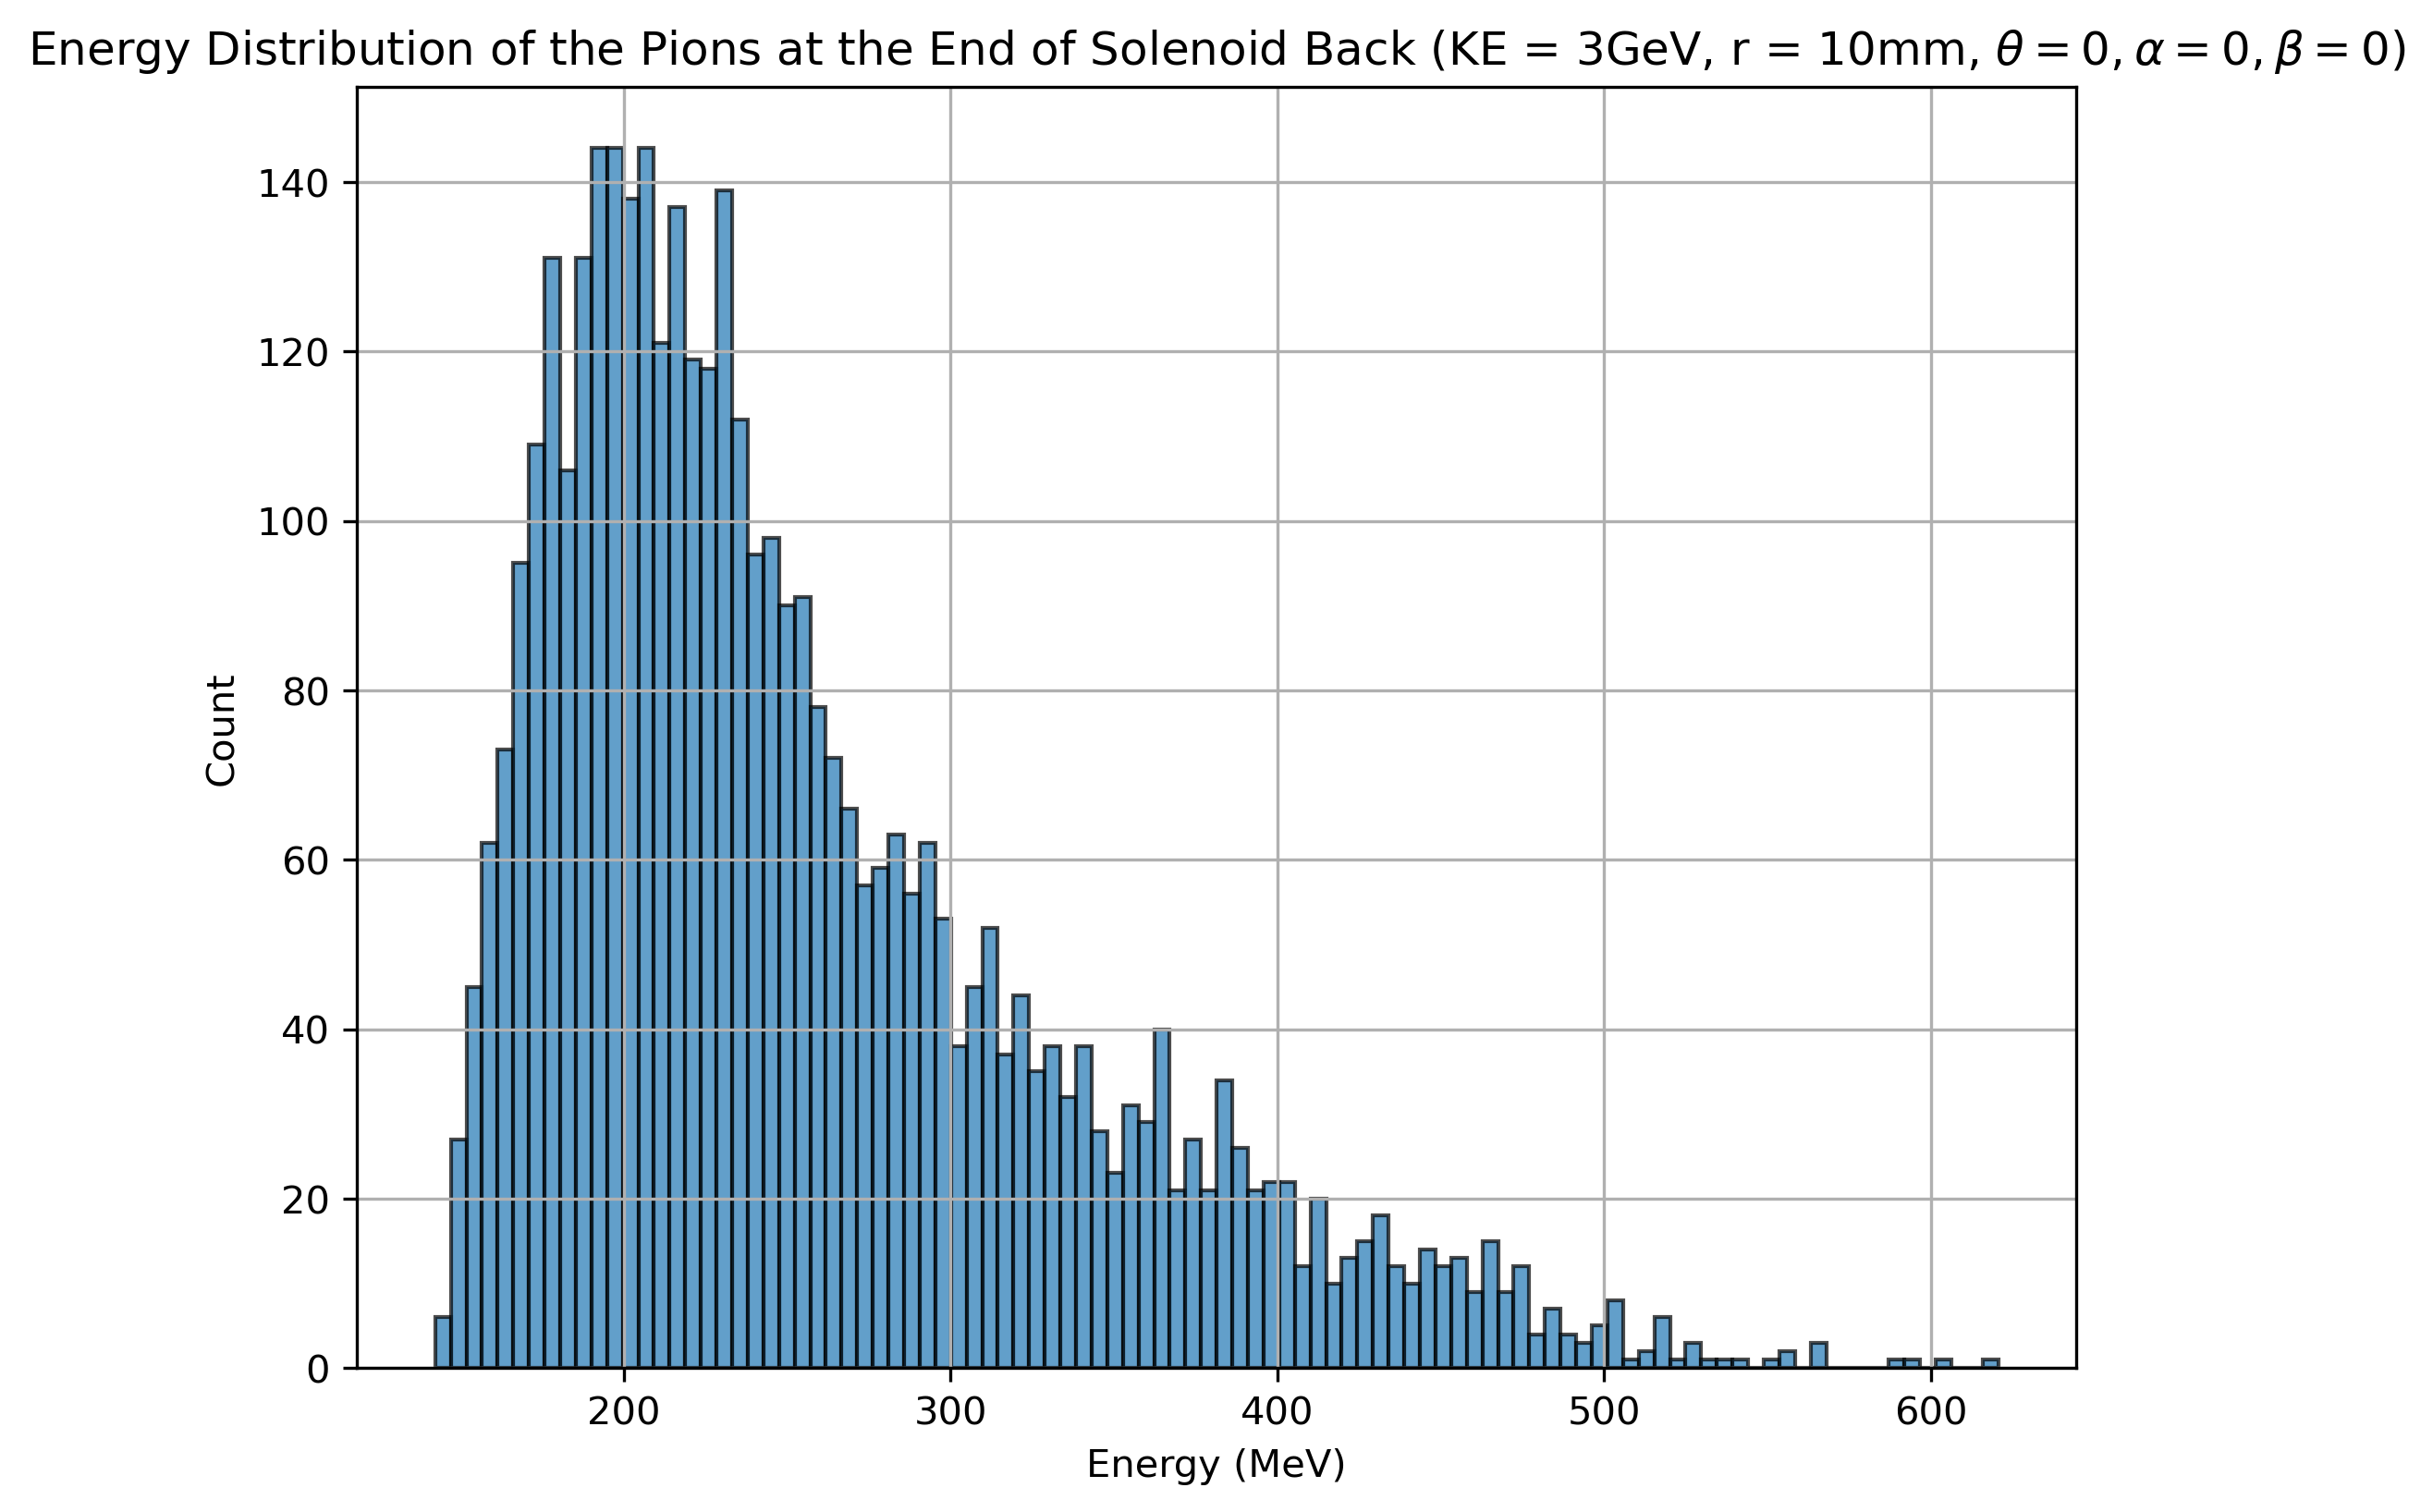 Energy Distribution of the Pions at the End of Solenoid Back (KE = 3GeV, r = 10mm, θ = 0, α = 0, β = 0)
140
120
100
80
60
40
20
0
Count
200 300 400 500 600
Energy (MeV)